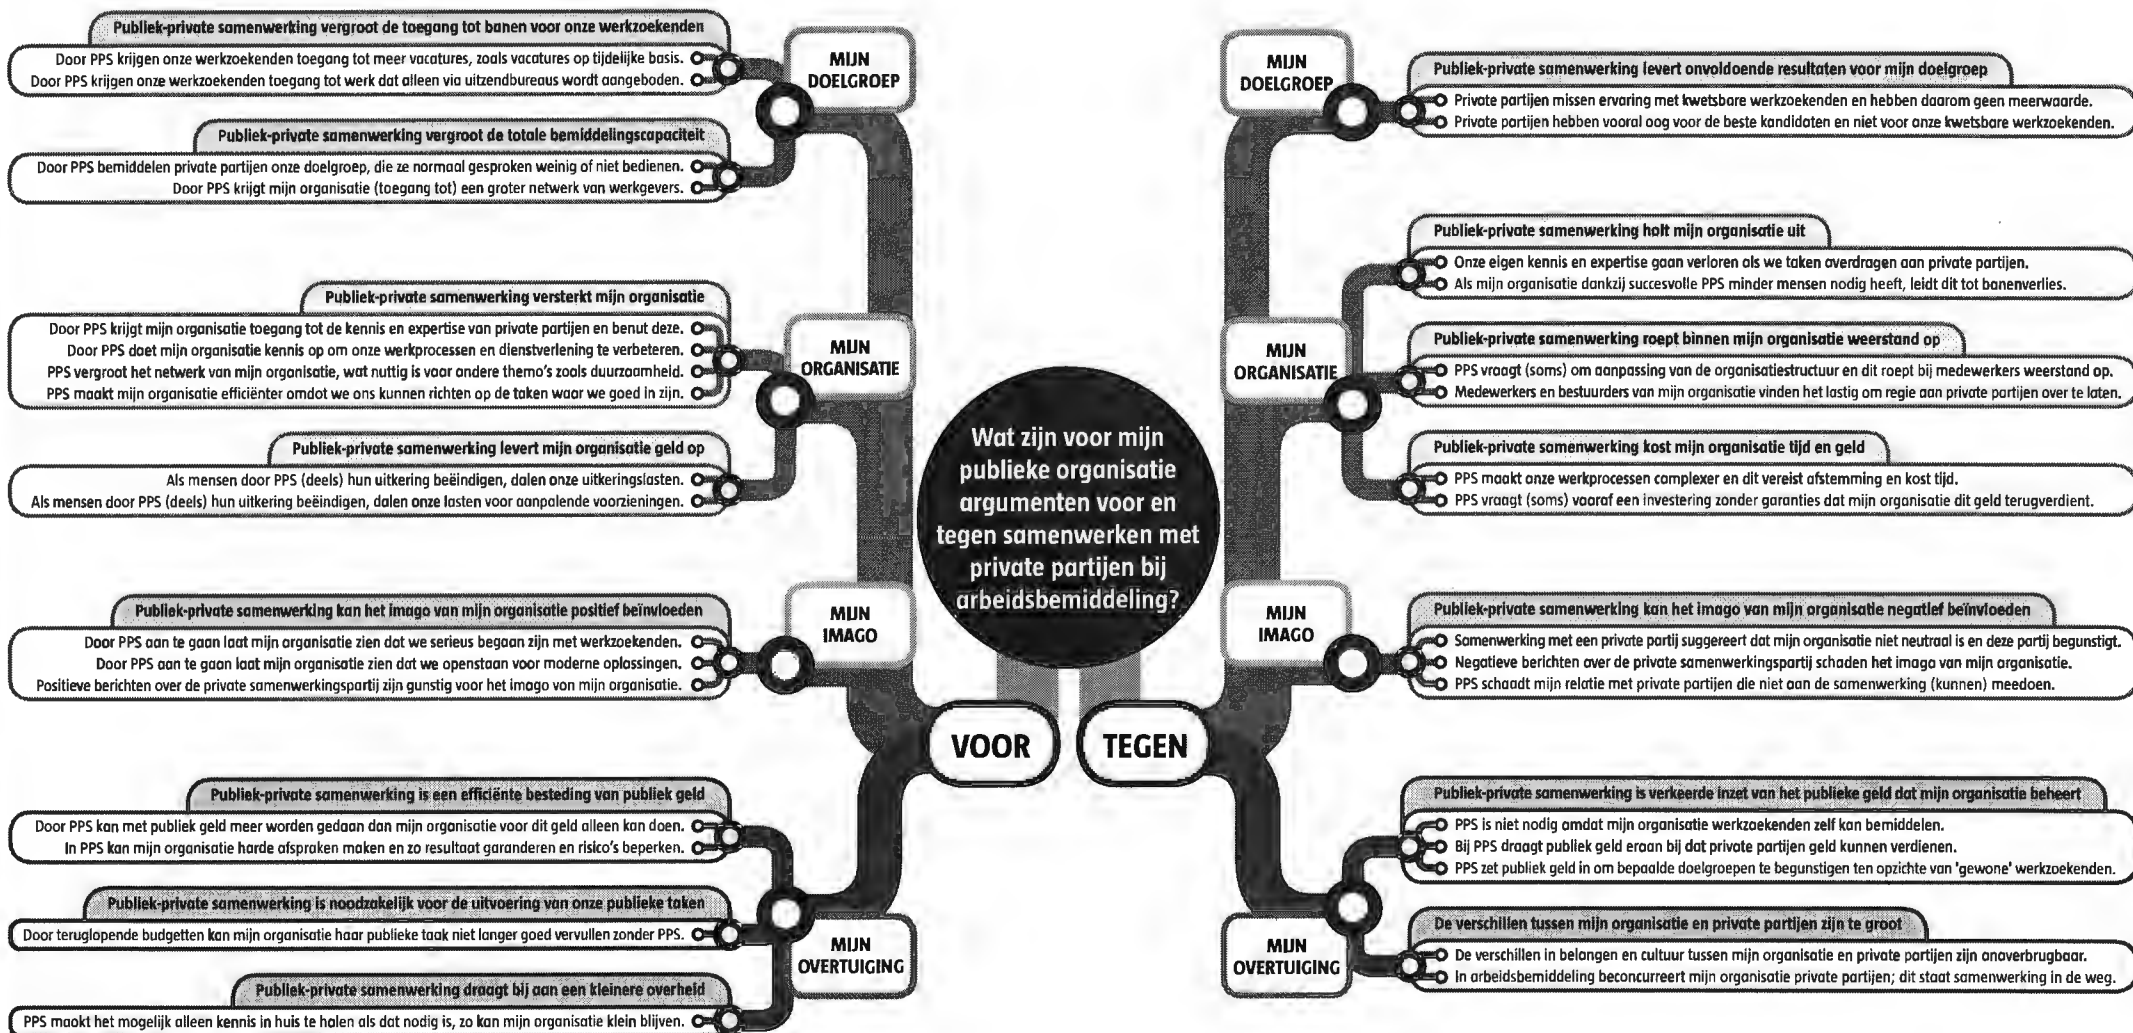 Publiek-private samenwerking vergroot de toegang tot banen voor onze werkzoekenden
Door PPS krijgen onze werkzoekenden toegang tot meer vacatures, zoals vacatures op tijdelijke basis.
Door PPS krijgen onze werkzoekenden toegang tot werk dat alleen via uitzendbureaus wordt aangeboden.
MIJN
DOELGROEP
Publiek-private samenwerking vergroot de totale bemiddelingscapaciteit
Door PPS bemiddelen private partijen onze doelgroep, die ze normaal gesproken weinig of niet bedienen.
Door PPS krijgt mijn organisatie (toegang tot) een groter netwerk van werkgevers.
Publiek-private samenwerking versterkt mijn organisatie
Door PPS krijgt mijn organisatie toegang tot de kennis en expertise van private partijen en benut deze.
Door PPS doet mijn organisatie kennis op om onze werkprocessen en dienstverlening te verbeteren.
PPS vergroot het netwerk van mijn organisatie, wat nuttig is voor andere thema's zoals duurzaamheid.
PPS maakt mijn organisatie efficiënter omdat we ons kunnen richten op de taken waar we goed in zijn.
MIJN
ORGANISATIE
Publiek-private samenwerking levert mijn organisatie geld op
Als mensen door PPS (deels) hun uitkering beëindigen, dalen onze uitkeringslasten.
Als mensen door PPS (deels) hun uitkering beëindigen, dalen onze lasten voor aanpalende voorzieningen.
Publiek-private samenwerking kan het imago van mijn organisatie positief beïnvloeden
Door PPS aan te gaan laat mijn organisatie zien dat we serieus begaan zijn met werkzoekenden.
Door PPS aan te gaan laat mijn organisatie zien dat we openstaan voor moderne oplossingen.
Positieve berichten over de private samenwerkingspartij zijn gunstig voor het imago van mijn organisatie.
MIJN
IMAGO
Publiek-private samenwerking is een efficiënte besteding van publiek geld
Door PPS kan met publiek geld meer worden gedaan dan mijn organisatie voor dit geld alleen kan doen.
In PPS kan mijn organisatie harde afspraken maken en zo resultaat garanderen en risico's beperken.
Publiek-private samenwerking is noodzakelijk voor de uitvoering van onze publieke taken
Door teruglopende budgetten kan mijn organisatie haar publieke taak niet langer goed vervullen zonder PPS.
MIJN
OVERTUIGING
Publiek-private samenwerking draagt bij aan een kleinere overheid
PPS maakt het mogelijk alleen kennis in huis te halen als dat nodig is, zo kan mijn organisatie klein blijven.
Wat zijn voor mijn
publieke organisatie
argumenten voor en
tegen samenwerken met
private partijen bij
arbeidsbemiddeling?
VOOR
TEGEN
MIJN
DOELGROEP
Publiek-private samenwerking levert onvoldoende resultaten voor mijn doelgroep
Private partijen missen ervaring met kwetsbare werkzoekenden en hebben daarom geen meerwaarde.
Private partijen hebben vooral oog voor de beste kandidaten en niet voor onze kwetsbare werkzoekenden.
Publiek-private samenwerking holt mijn organisatie uit
Onze eigen kennis en expertise gaan verloren als we taken overdragen aan private partijen.
Als mijn organisatie dankzij succesvolle PPS minder mensen nodig heeft, leidt dit tot banenverlies.
MIJN
ORGANISATIE
Publiek-private samenwerking roept binnen mijn organisatie weerstand op
PPS vraagt (soms) om aanpassing van de organisatiestructuur en dit roept bij medewerkers weerstand op.
Medewerkers en bestuurders van mijn organisatie vinden het lastig om regie aan private partijen over te laten.
Publiek-private samenwerking kost mijn organisatie tijd en geld
PPS maakt onze werkprocessen complexer en dit vereist afstemming en kost tijd.
PPS vraagt (soms) vooraf een investering zonder garanties dat mijn organisatie dit geld terugverdient.
MIJN
IMAGO
Publiek-private samenwerking kan het imago van mijn organisatie negatief beïnvloeden
Samenwerking met een private partij suggereert dat mijn organisatie niet neutraal is en deze partij begunstigt.
Negatieve berichten over de private samenwerkingspartij schaden het imago van mijn organisatie.
PPS schaadt mijn relatie met private partijen die niet aan de samenwerking (kunnen) meedoen.
Publiek-private samenwerking is verkeerde inzet van het publieke geld dat mijn organisatie beheert
PPS is niet nodig omdat mijn organisatie werkzoekenden zelf kan bemiddelen.
Bij PPS draagt publiek geld eraan bij dat private partijen geld kunnen verdienen.
PPS zet publiek geld in om bepaalde doelgroepen te begunstigen ten opzichte van 'gewone' werkzoekenden.
MIJN
OVERTUIGING
De verschillen tussen mijn organisatie en private partijen zijn te groot
De verschillen in belangen en cultuur tussen mijn organisatie en private partijen zijn onoverbrugbaar.
In arbeidsbemiddeling beconcurreert mijn organisatie private partijen; dit staat samenwerking in de weg.